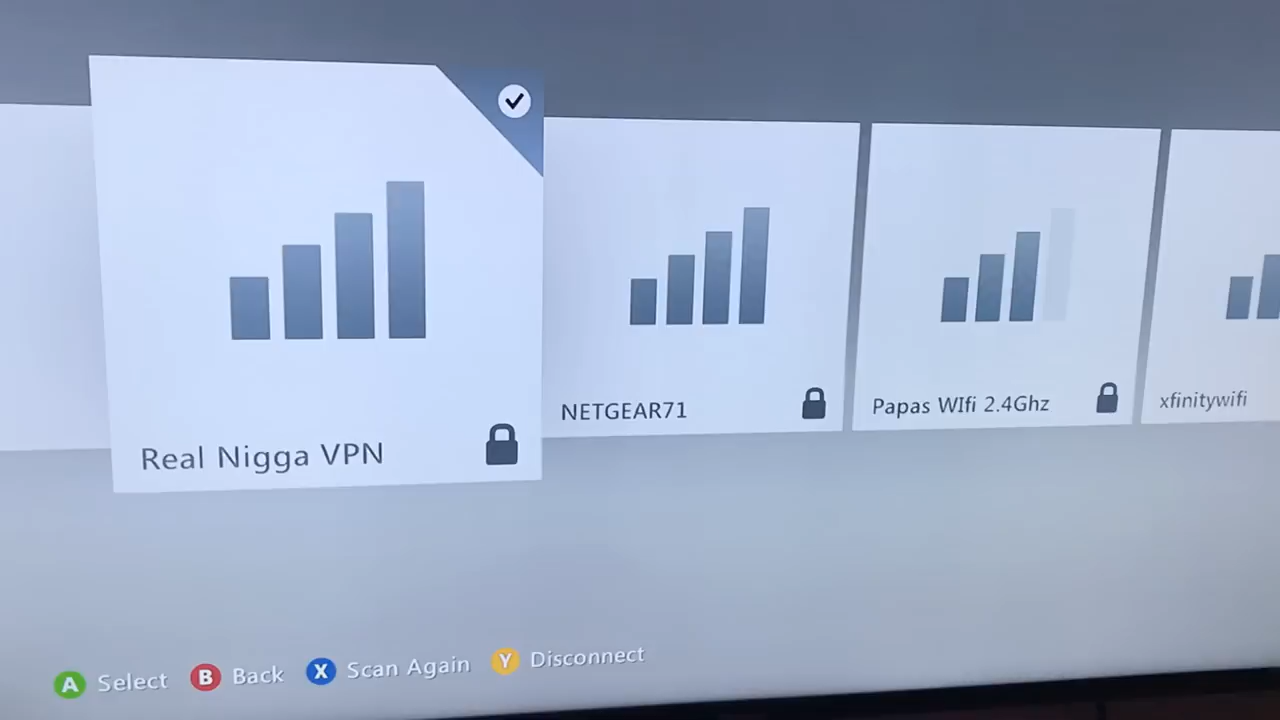 Real Nigga VPN
NETGEAR71
Papas WIfi 2.4Ghz
xfinitywifi
A Select B Back X Scan Again Y Disconnect